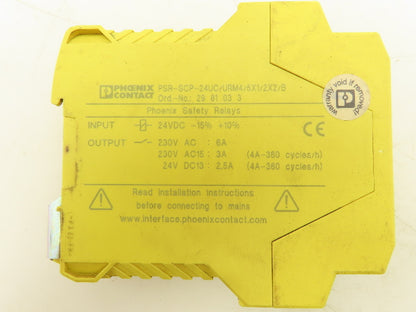 PHŒNIX
CONTACT
PSR-SCP-24UC/URM4/5X1/2X2/B
Ord-No.: 29 81 03 3
Phoenix Safety Relays
INPUT 24VDC -15% +10%
OUTPUT 230V AC : 6A
230V AC15 : 3A (4A-360 cycles/h)
24V DC13 : 2,5A (4A-360 cycles/h)
CE
warranty void if removed!
Read installation instructions
before connecting to mains
www.interface.phoenixcontact.com